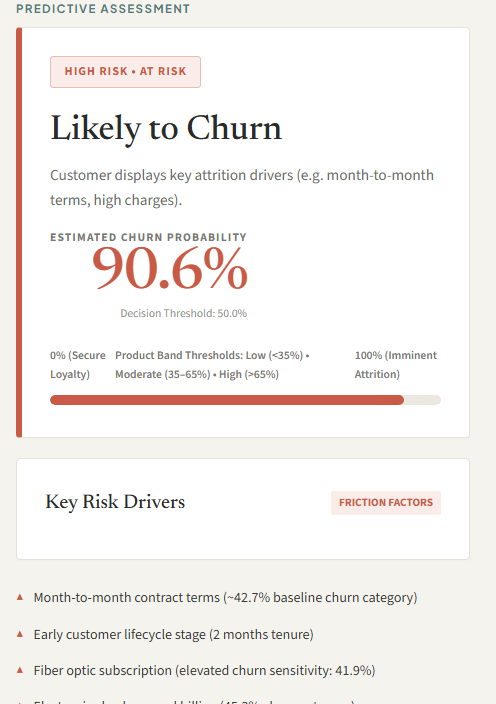 PREDICTIVE ASSESSMENT
HIGH RISK • AT RISK
Likely to Churn
Customer displays key attrition drivers (e.g. month-to-month
terms, high charges).
ESTIMATED CHURN PROBABILITY
90.6%
Decision Threshold: 50.0%
0% (Secure Loyalty)
Product Band Thresholds: Low (<35%) •
Moderate (35–65%) • High (>65%)
100% (Imminent Attrition)
Key Risk Drivers
FRICTION FACTORS
▲ Month-to-month contract terms (~42.7% baseline churn category)
▲ Early customer lifecycle stage (2 months tenure)
▲ Fiber optic subscription (elevated churn sensitivity: 41.9%)